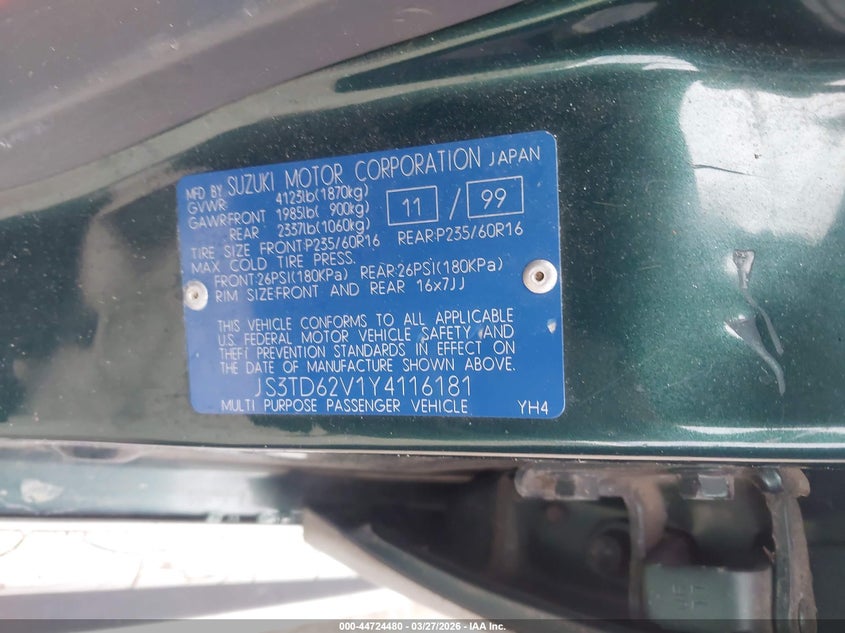 MFD BY SUZUKI MOTOR CORPORATION JAPAN
GVWR: 4123lb(1870kg)
GAWR:FRONT 1985lb( 900kg) 11 / 99
REAR 2337lb(1060kg)
TIRE SIZE FRONT:P235/60R16 REAR:P235/60R16
MAX COLD TIRE PRESS.
FRONT:26PSI(180KPa) REAR:26PSI(180KPa)
RIM SIZE:FRONT AND REAR 16x7JJ
THIS VEHICLE CONFORMS TO ALL APPLICABLE
U.S. FEDERAL MOTOR VEHICLE SAFETY AND
THEFT PREVENTION STANDARDS IN EFFECT ON
THE DATE OF MANUFACTURE SHOWN ABOVE.
JS3TD62V1Y4116181
MULTI PURPOSE PASSENGER VEHICLE YH4
000-44724480 - 03/27/2026 - IAA Inc.